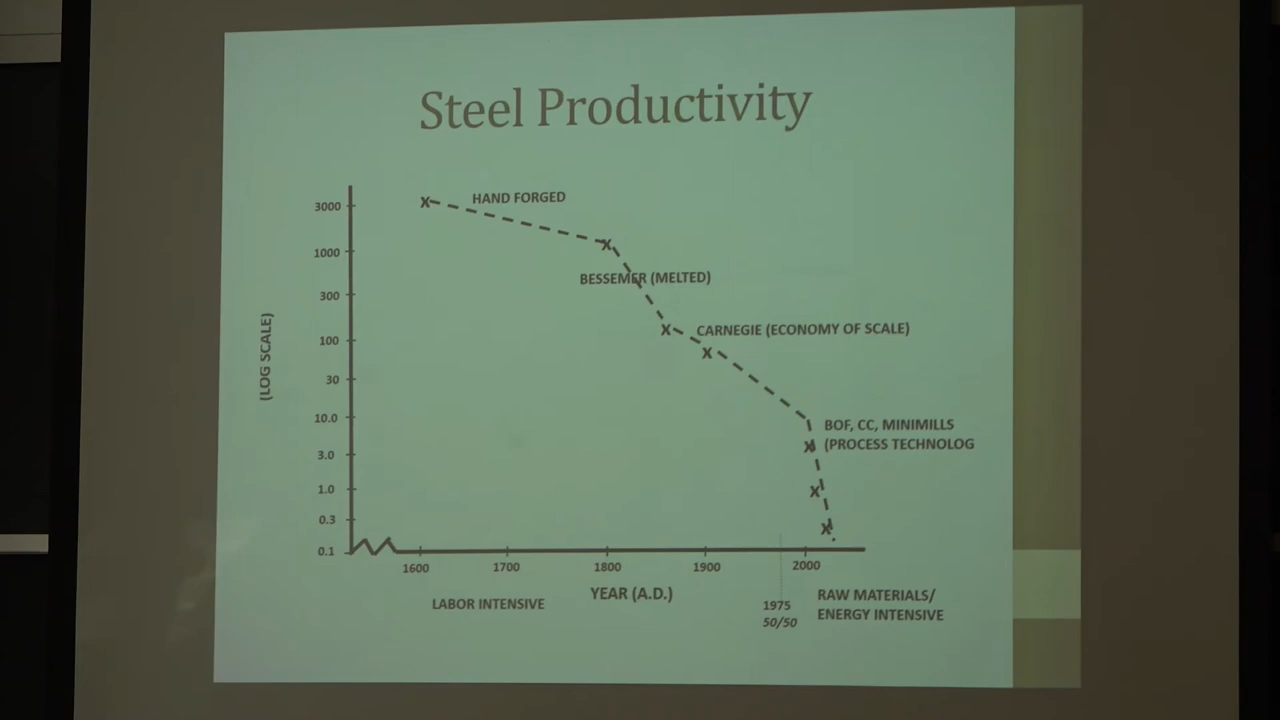 Steel Productivity
3000
1000
300
100
30
10.0
3.0
1.0
0.3
0.1
(LOG SCALE)
HAND FORGED
BESSEMER (MELTED)
CARNEGIE (ECONOMY OF SCALE)
BOF, CC, MINIMILLS
(PROCESS TECHNOLOG
1600 1700 1800 1900 2000
YEAR (A.D.)
LABOR INTENSIVE
1975
50/50
RAW MATERIALS/
ENERGY INTENSIVE